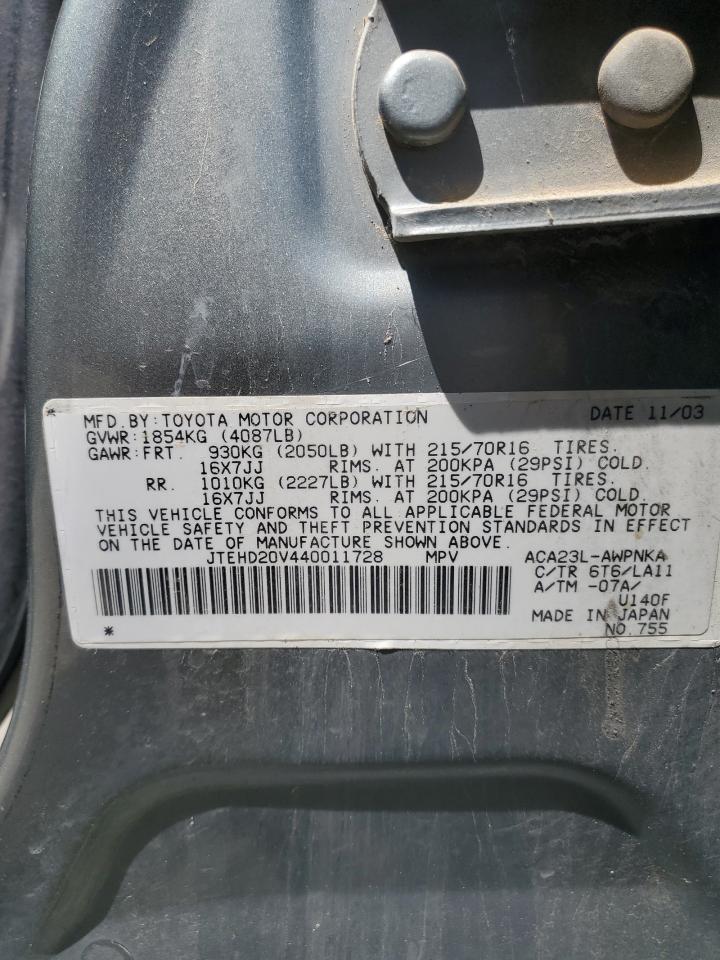 MFD. BY: TOYOTA MOTOR CORPORATION DATE 11/03
GVWR: 1854KG (4087LB)
GAWR: FRT. 930KG (2050LB) WITH 215/70R16 TIRES.
16X7JJ RIMS. AT 200KPA (29PSI) COLD.
RR. 1010KG (2227LB) WITH 215/70R16 TIRES.
16X7JJ RIMS. AT 200KPA (29PSI) COLD.
THIS VEHICLE CONFORMS TO ALL APPLICABLE FEDERAL MOTOR
VEHICLE SAFETY AND THEFT PREVENTION STANDARDS IN EFFECT
ON THE DATE OF MANUFACTURE SHOWN ABOVE.
JTEHD20V440011728 MPV ACA23L-AWPNKA
C/TR 6T6/LA11
A/TM -07A/
U140F
MADE IN JAPAN
NO.755